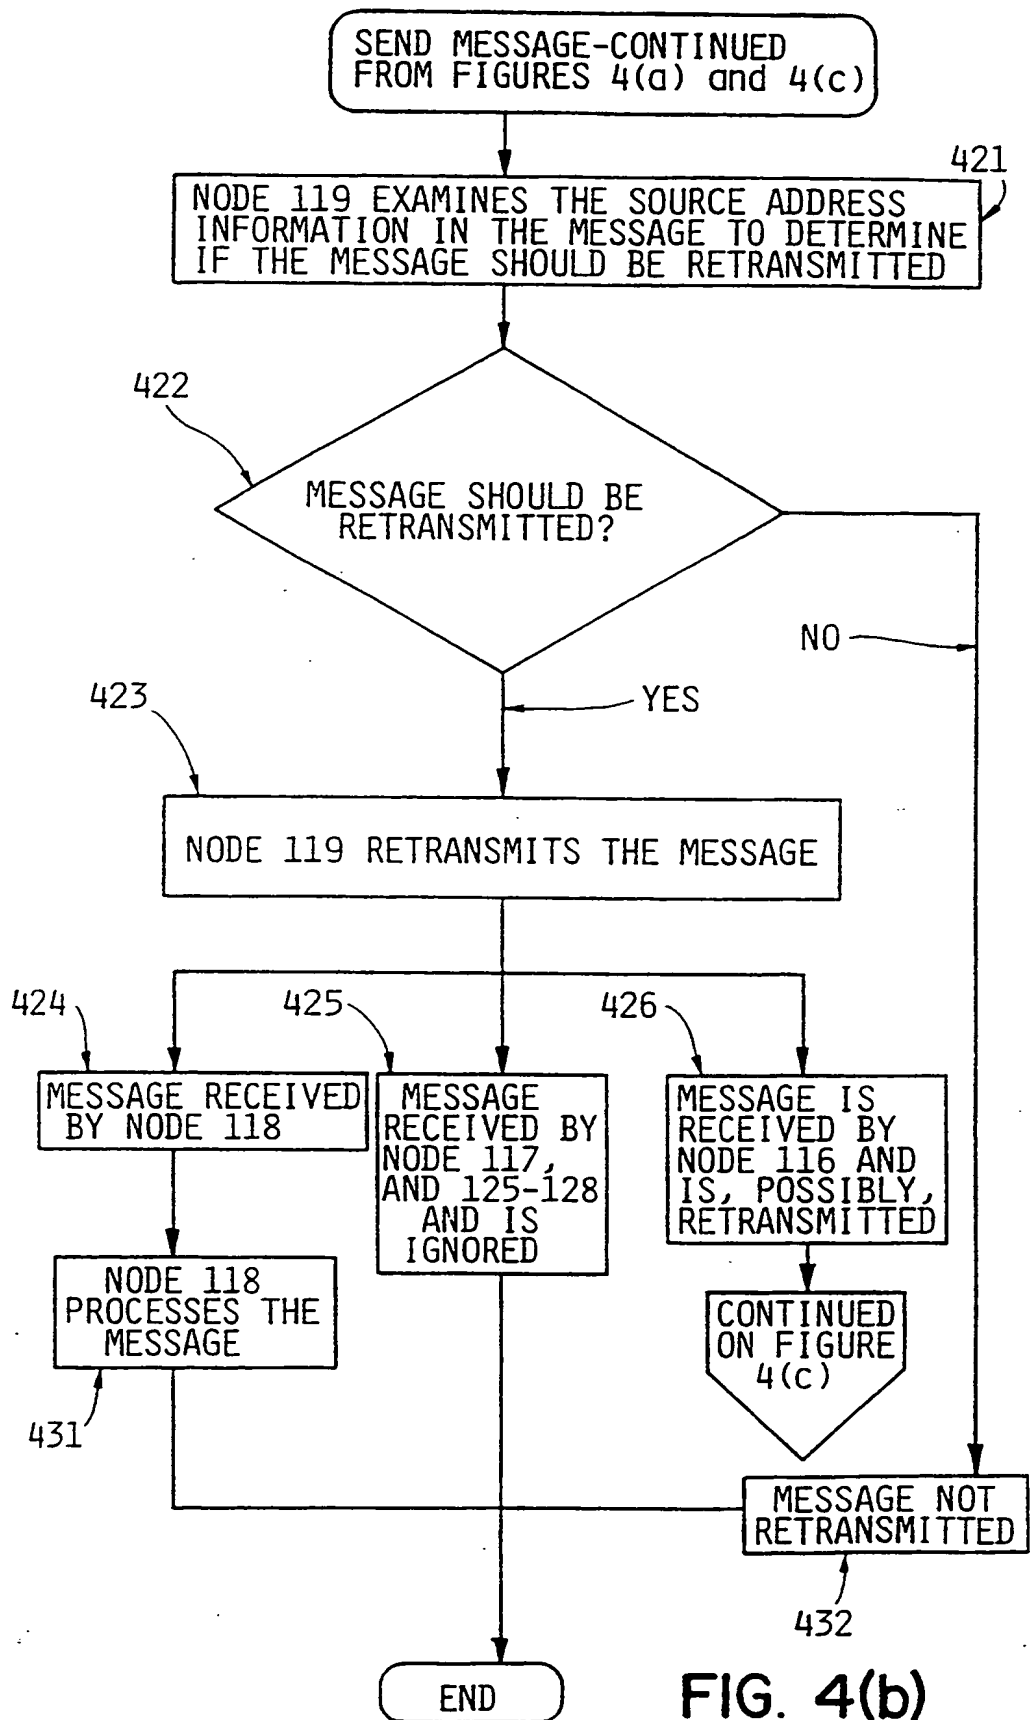 SEND MESSAGE-CONTINUED
FROM FIGURES 4(a) and 4(c)
421
NODE 119 EXAMINES THE SOURCE ADDRESS
INFORMATION IN THE MESSAGE TO DETERMINE
IF THE MESSAGE SHOULD BE RETRANSMITTED
422
MESSAGE SHOULD BE
RETRANSMITTED?
NO
YES
423
NODE 119 RETRANSMITS THE MESSAGE
424
425
426
MESSAGE RECEIVED
BY NODE 118
MESSAGE
RECEIVED BY
NODE 117,
AND 125-128
AND IS
IGNORED
MESSAGE IS
RECEIVED BY
NODE 116 AND
IS, POSSIBLY,
RETRANSMITTED
NODE 118
PROCESSES THE
MESSAGE
431
CONTINUED
ON FIGURE
4(c)
MESSAGE NOT
RETRANSMITTED
432
END
FIG. 4(b)